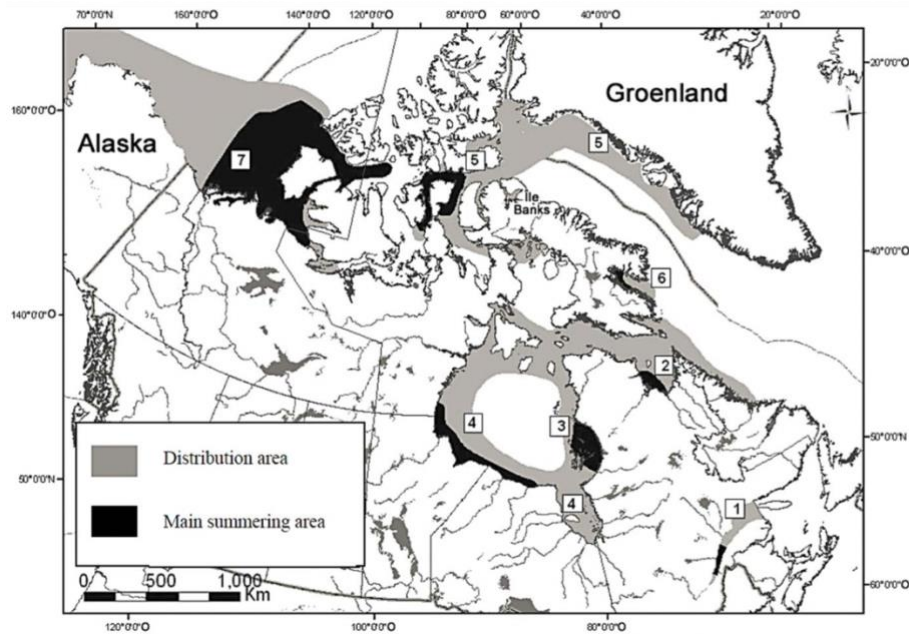 160°0'0"O 140°0'0"O 120°0'0"O 80°0'0"O 60°0'0"O 40°0'0"O 20°0'0"O
70°0'0"N
20°0'0"O
160°0'0"O
Groenland
Alaska
5
5
7
Île
Banks
40°0'0"O
6
140°0'0"O
2
4
3
50°0'0"N
Distribution area
50°0'0"N
4
1
Main summering area
0 500 1,000
Km
60°0'0"O
120°0'0"O 100°0'0"O 80°0'0"O